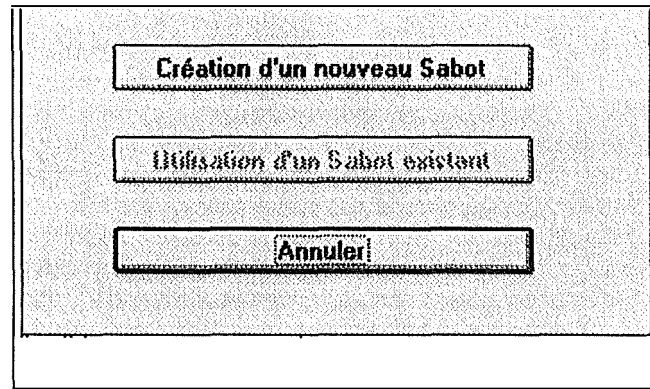 Création d'un nouveau Sabot
Utilisation d'un Sabot existant
Annuler